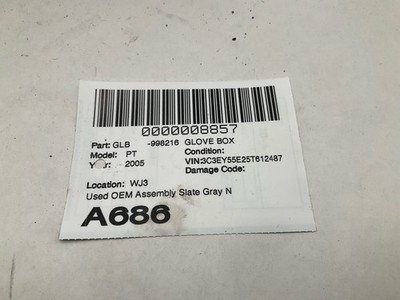 0000008857
Part: GLB -998216 GLOVE BOX
Model: PT Condition:
Year: 2005 VIN:3C3EY55E25T612487
Damage Code:
Location: WJ3
Used OEM Assembly Slate Gray N
A686